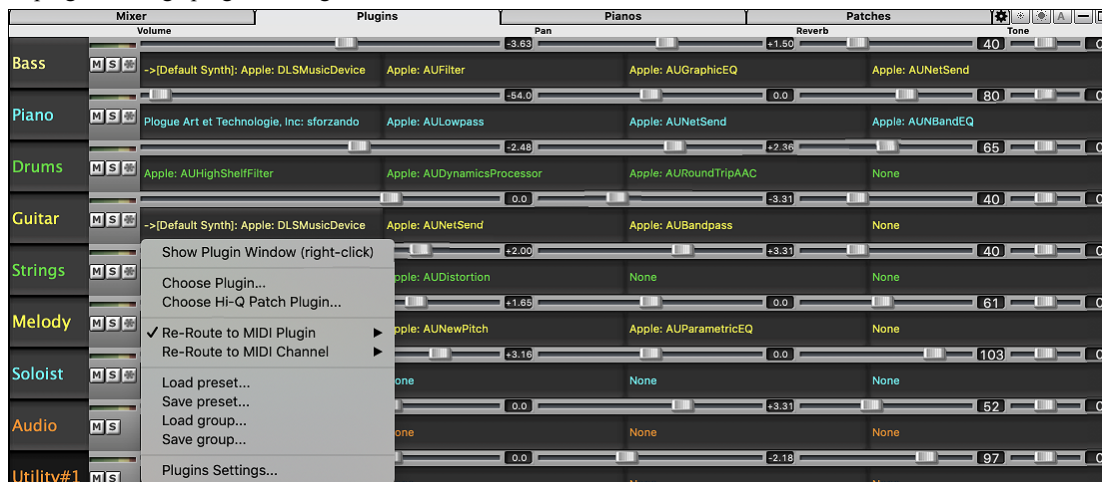 Mixer Plugins Pianos Patches A
Volume Pan Reverb Tone
-3.63 +1.50 40
Bass M S ->[Default Synth]: Apple: DLSMusicDevice Apple: AUFilter Apple: AUGraphicEQ Apple: AUNetSend
-54.0 0.0 80
Piano M S Plogue Art et Technologie, Inc: sforzando Apple: AULowpass Apple: AUNetSend Apple: AUNBandEQ
-2.48 +2.36 65
Drums M S Apple: AUHighShelfFilter Apple: AUDynamicsProcessor Apple: AURoundTripAAC None
0.0 -3.31 40
Guitar M S ->[Default Synth]: Apple: DLSMusicDevice Apple: AUNetSend Apple: AUBandpass None
Show Plugin Window (right-click) +2.00 +3.31 40
Strings M S Choose Plugin... Apple: AUDistortion None None
Choose Hi-Q Patch Plugin... +1.65 0.0 61
Melody M S ✓ Re-Route to MIDI Plugin Apple: AUNewPitch Apple: AUParametricEQ None
Re-Route to MIDI Channel +3.16 0.0 103
Soloist M S Load preset... None None None
Save preset...
Load group... 0.0 +3.31 52
Audio M S Save group... None None None
Plugins Settings... 0.0 -2.18 97
Utility#1 M S